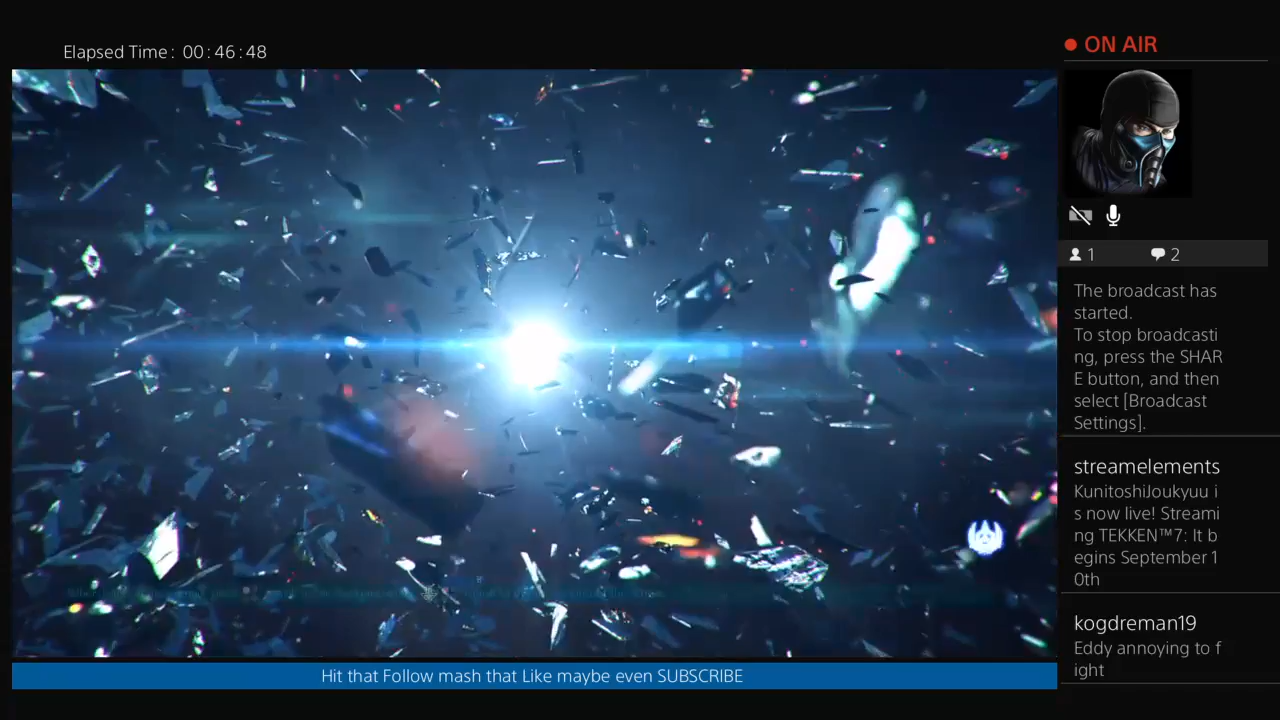 Elapsed Time: 00:46:48
ON AIR
1
2
The broadcast has
started.
To stop broadcasti
ng, press the SHAR
E button, and then
select [Broadcast
Settings].
streamelements
KunitoshiJoukyuu i
s now live! Streami
ng TEKKEN™7: It b
egins September 1
0th
kogdreman19
Eddy annoying to f
ight
Hit that Follow mash that Like maybe even SUBSCRIBE